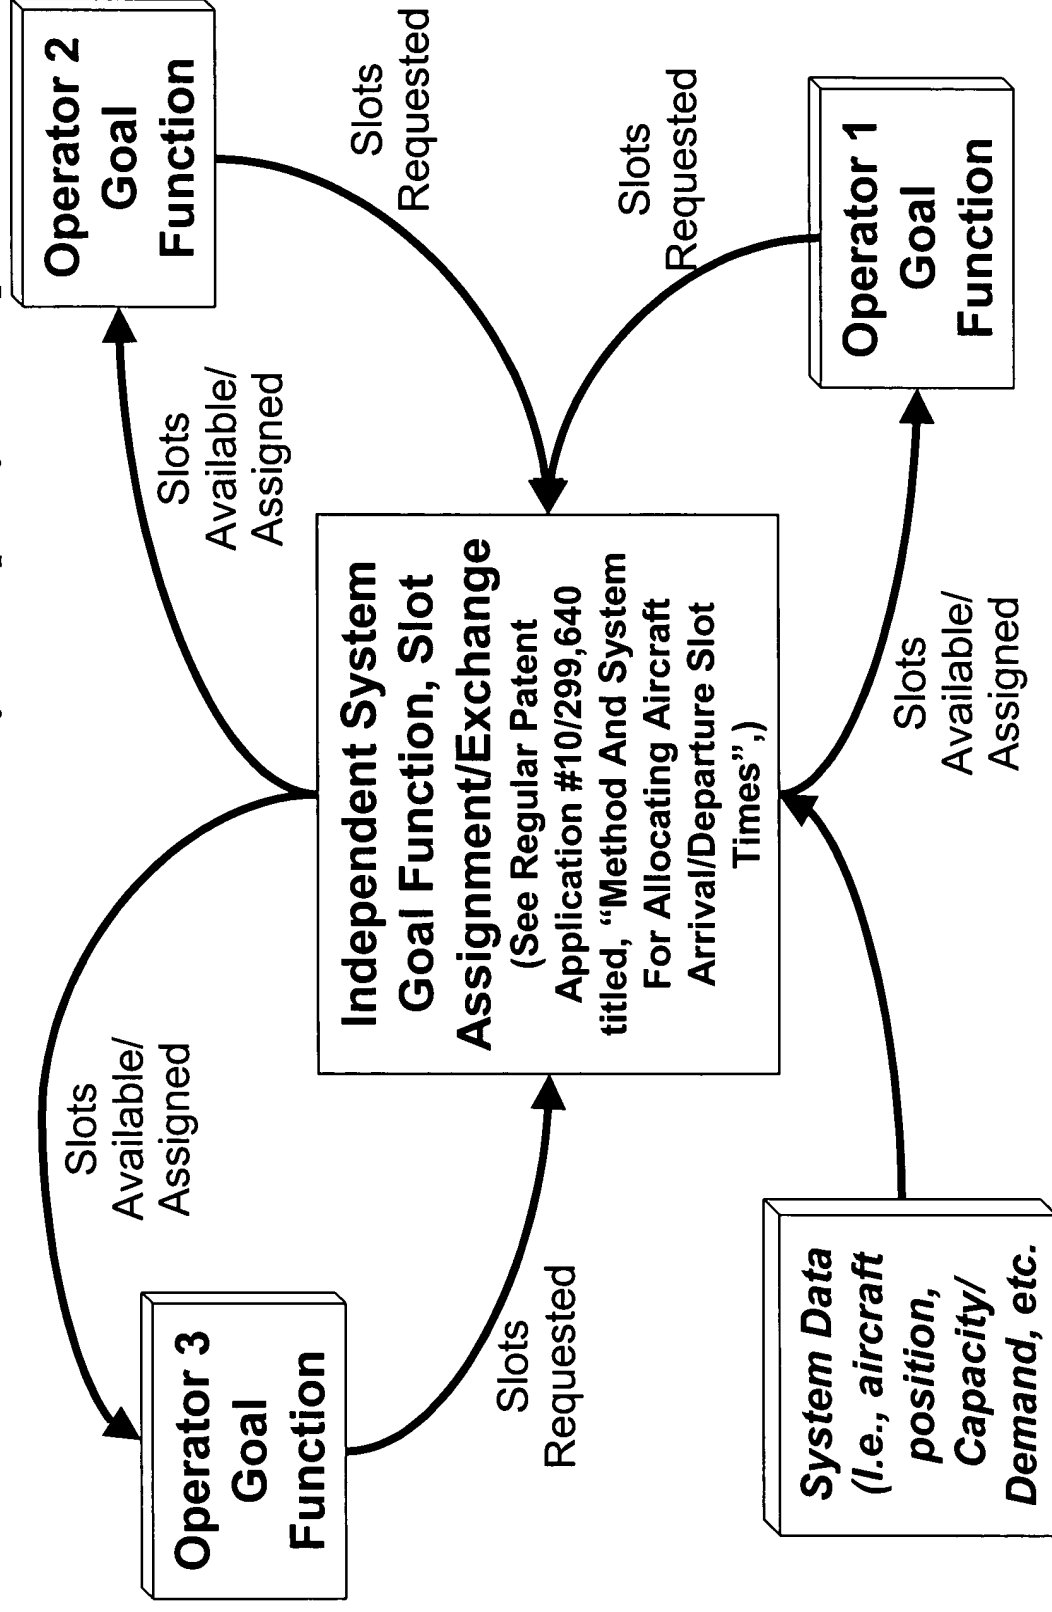 Operator 3
Goal
Function
Slots
Available/
Assigned
Operator 2
Goal
Function
Slots
Available/
Assigned
Slots
Requested
Independent System
Goal Function, Slot
Assignment/Exchange
(See Regular Patent
Application #10/299,640
titled, “Method And System
For Allocating Aircraft
Arrival/Departure Slot
Times”,)
Slots
Requested
Slots
Requested
System Data
(I.e., aircraft
position,
Capacity/
Demand, etc.
Slots
Available/
Assigned
Operator 1
Goal
Function